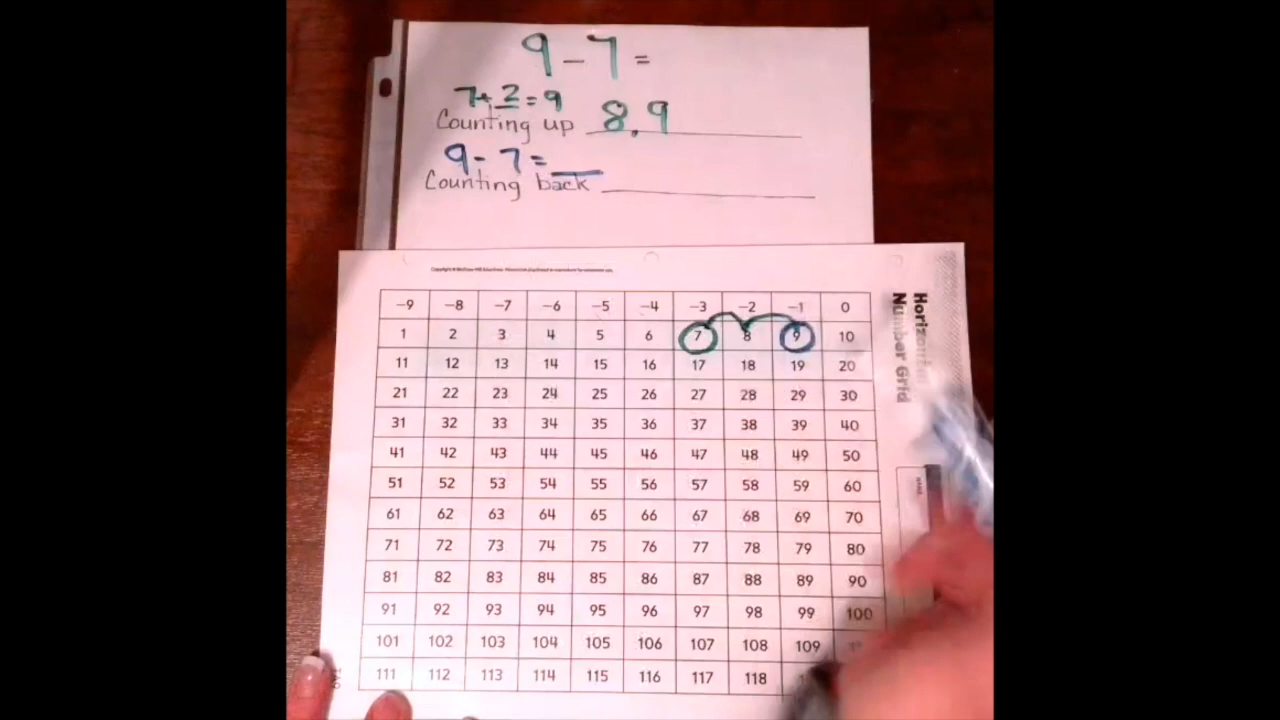 9 - 7 =
7 + 2 = 9
Counting up 8, 9
9 - 7 = __
Counting back
-9 -8 -7 -6 -5 -4 -3 -2 -1 0
1 2 3 4 5 6 7 8 9 10
11 12 13 14 15 16 17 18 19 20
21 22 23 24 25 26 27 28 29 30
31 32 33 34 35 36 37 38 39 40
41 42 43 44 45 46 47 48 49 50
51 52 53 54 55 56 57 58 59 60
61 62 63 64 65 66 67 68 69 70
71 72 73 74 75 76 77 78 79 80
81 82 83 84 85 86 87 88 89 90
91 92 93 94 95 96 97 98 99 100
101 102 103 104 105 106 107 108 109
111 112 113 114 115 116 117 118
Horizontal
Number Grid